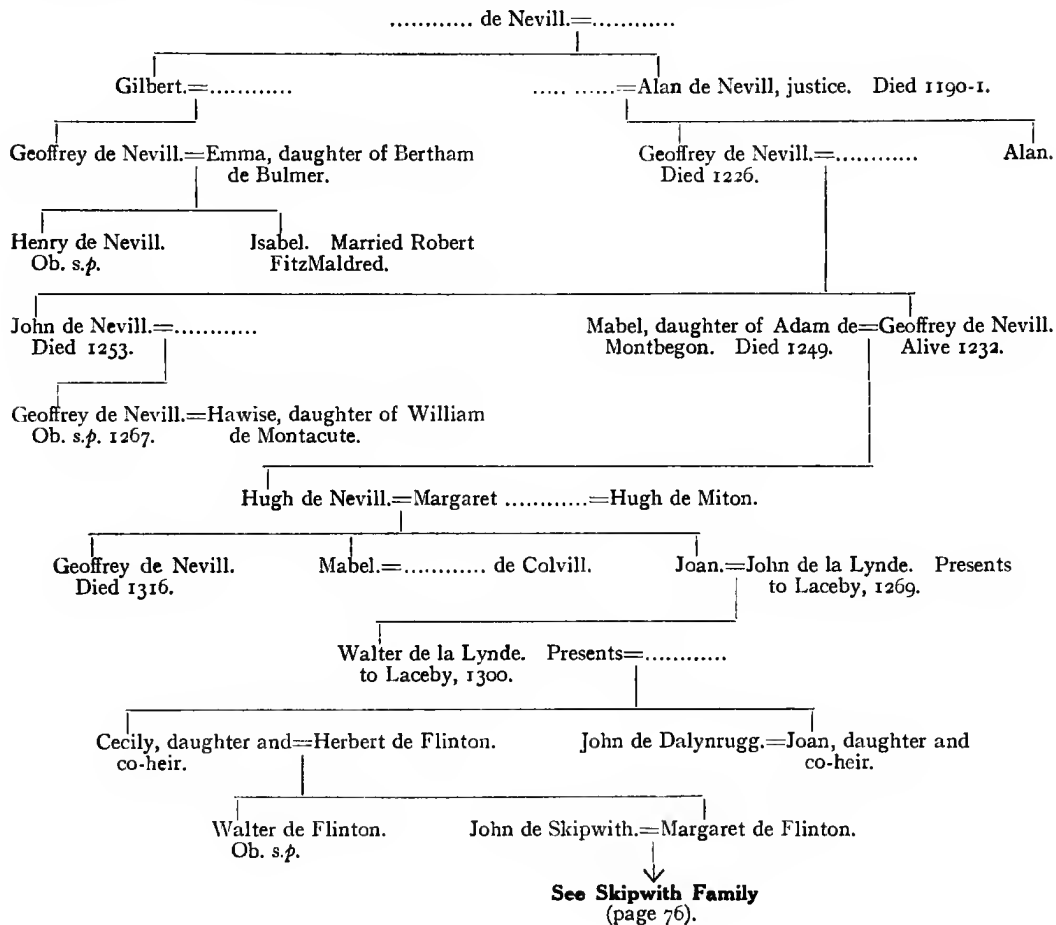 ............ de Nevill.=............
Gilbert.=............ ..... ......=Alan de Nevill, justice. Died 1190-1.
Geoffrey de Nevill.=Emma, daughter of Bertham Geoffrey de Nevill.=............ Alan.
de Bulmer. Died 1226.
Henry de Nevill. Isabel. Married Robert
Ob. s.p. FitzMaldred.
John de Nevill.=............ Mabel, daughter of Adam de=Geoffrey de Nevill.
Died 1253. Montbegon. Died 1249. Alive 1232.
Geoffrey de Nevill.=Hawise, daughter of William
Ob. s.p. 1267. de Montacute.
Hugh de Nevill.=Margaret ............=Hugh de Miton.
Geoffrey de Nevill. Mabel.=............ de Colvill. Joan.=John de la Lynde. Presents
Died 1316. to Laceby, 1269.
Walter de la Lynde. Presents=............
to Laceby, 1300.
Cecily, daughter and=Herbert de Flinton. John de Dalynrugg.=Joan, daughter and
co-heir. co-heir.
Walter de Flinton. John de Skipwith.=Margaret de Flinton.
Ob. s.p.
See Skipwith Family
(page 76).